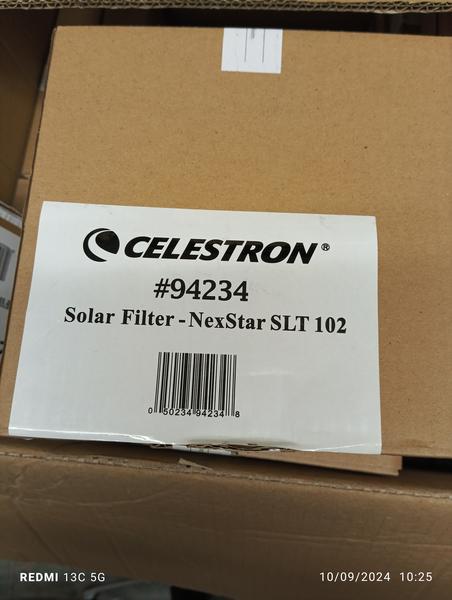 CELESTRON®
#94234
Solar Filter - NexStar SLT 102
0 50234 94234 8
REDMI 13C 5G
10/09/2024 10:25